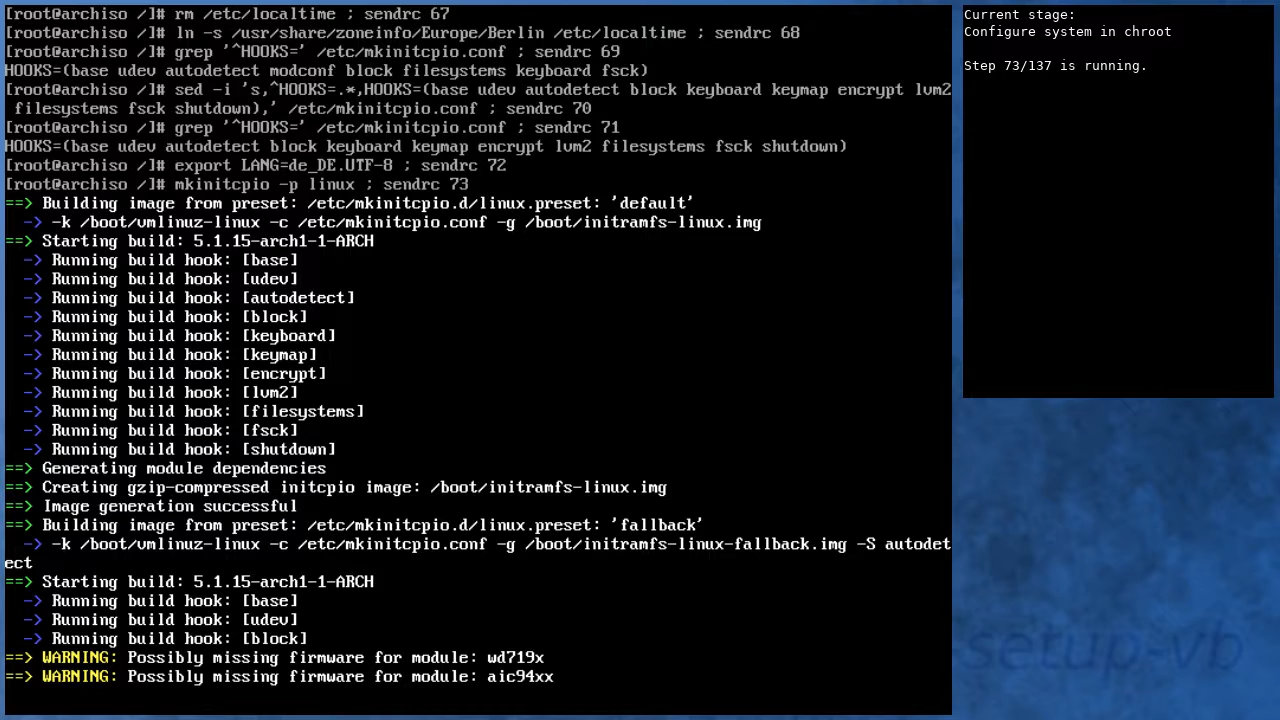 [root@archiso /]# rm /etc/localtime ; sendrc 67
[root@archiso /]# ln -s /usr/share/zoneinfo/Europe/Berlin /etc/localtime ; sendrc 68
[root@archiso /]# grep '^HOOKS=' /etc/mkinitcpio.conf ; sendrc 69
HOOKS=(base udev autodetect modconf block filesystems keyboard fsck)
[root@archiso /]# sed -i 's,^HOOKS=.*,HOOKS=(base udev autodetect block keyboard keymap encrypt lvm2
 filesystems fsck shutdown),' /etc/mkinitcpio.conf ; sendrc 70
[root@archiso /]# grep '^HOOKS=' /etc/mkinitcpio.conf ; sendrc 71
HOOKS=(base udev autodetect block keyboard keymap encrypt lvm2 filesystems fsck shutdown)
[root@archiso /]# export LANG=de_DE.UTF-8 ; sendrc 72
[root@archiso /]# mkinitcpio -p linux ; sendrc 73
==> Building image from preset: /etc/mkinitcpio.d/linux.preset: 'default'
  -> -k /boot/vmlinuz-linux -c /etc/mkinitcpio.conf -g /boot/initramfs-linux.img
==> Starting build: 5.1.15-arch1-1-ARCH
  -> Running build hook: [base]
  -> Running build hook: [udev]
  -> Running build hook: [autodetect]
  -> Running build hook: [block]
  -> Running build hook: [keyboard]
  -> Running build hook: [keymap]
  -> Running build hook: [encrypt]
  -> Running build hook: [lvm2]
  -> Running build hook: [filesystems]
  -> Running build hook: [fsck]
  -> Running build hook: [shutdown]
==> Generating module dependencies
==> Creating gzip-compressed initcpio image: /boot/initramfs-linux.img
==> Image generation successful
==> Building image from preset: /etc/mkinitcpio.d/linux.preset: 'fallback'
  -> -k /boot/vmlinuz-linux -c /etc/mkinitcpio.conf -g /boot/initramfs-linux-fallback.img -S autodet
ect
==> Starting build: 5.1.15-arch1-1-ARCH
  -> Running build hook: [base]
  -> Running build hook: [udev]
  -> Running build hook: [block]
==> WARNING: Possibly missing firmware for module: wd719x
==> WARNING: Possibly missing firmware for module: aic94xx
Current stage:
Configure system in chroot
Step 73/137 is running.
setup-vb